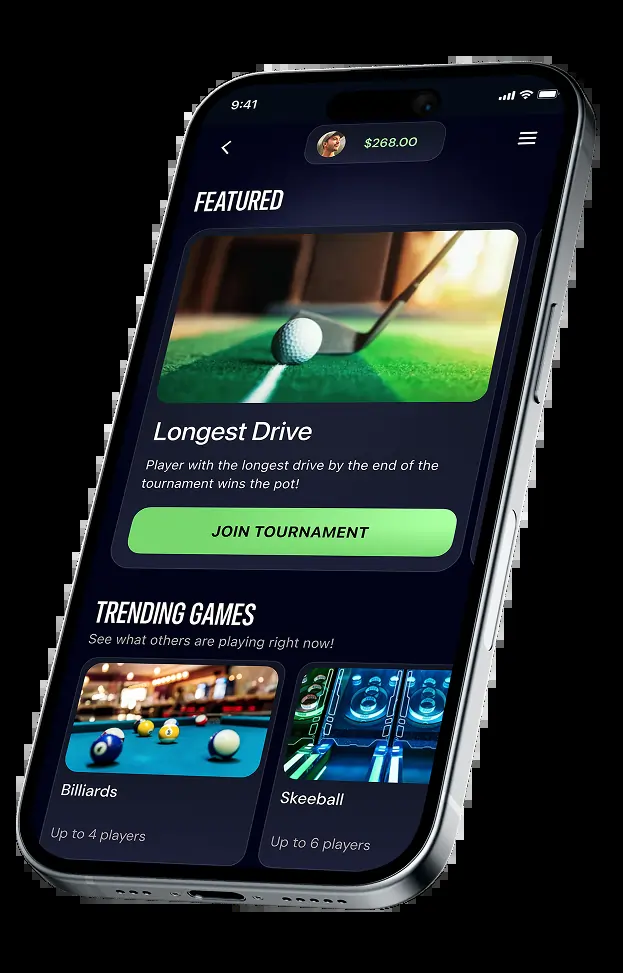 9:41
$268.00
FEATURED
Longest Drive
Player with the longest drive by the end of the
tournament wins the pot!
JOIN TOURNAMENT
TRENDING GAMES
See what others are playing right now!
Billiards
Skeeball
Up to 4 players
Up to 6 players